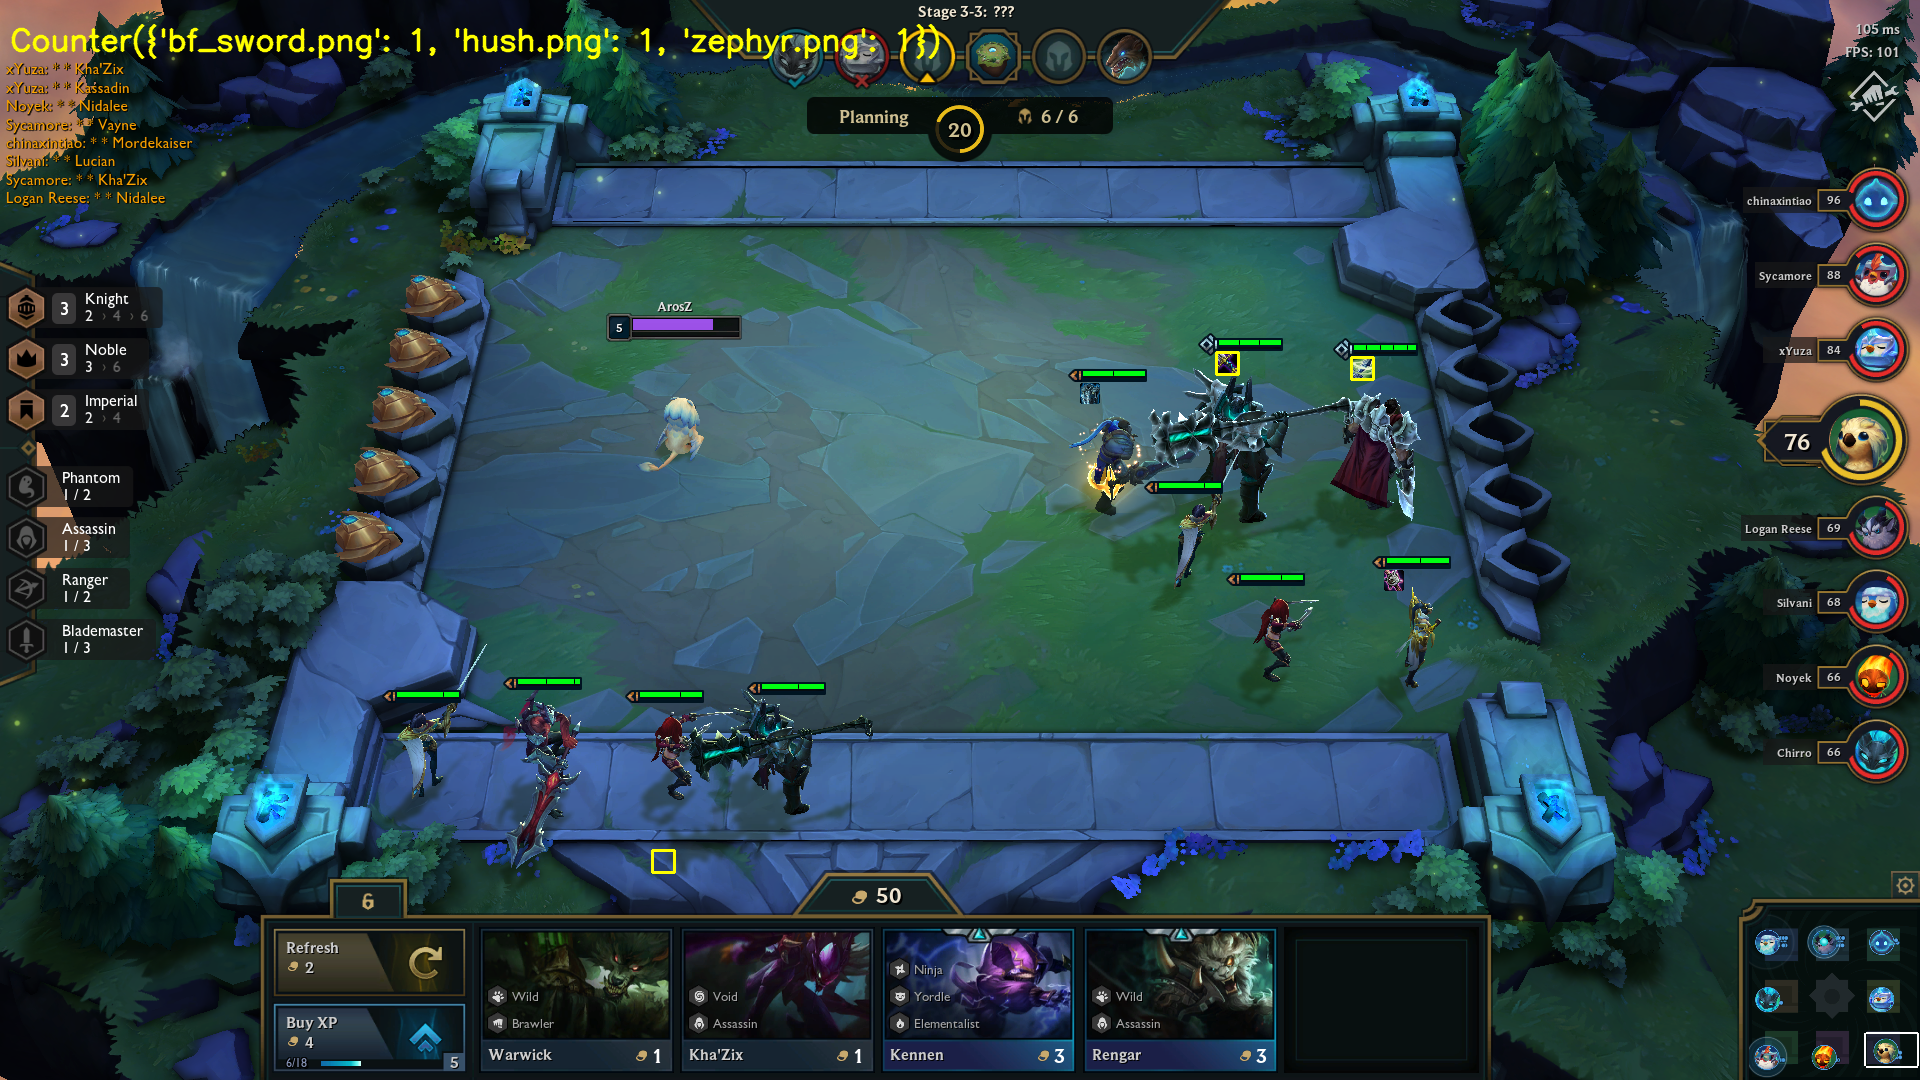 Stage 3-3: ???
Counter({'bf_sword.png': 1, 'hush.png': 1, 'zephyr.png': 1})
105 ms
FPS: 101
xYuza: * * Kha'Zix
xYuza: * * Kassadin
Noyek: * * Nidalee
Sycamore: * * Vayne
chinaxintiao: * * Mordekaiser
Silvani: * * Lucian
Sycamore: * * Kha'Zix
Logan Reese: * * Nidalee
Planning
20
6 / 6
chinaxintiao 96
Sycamore 88
xYuza 84
76
Logan Reese 69
Silvani 68
Noyek 66
Chirro 66
3 Knight
2 › 4 › 6
3 Noble
3 › 6
2 Imperial
2 › 4
Phantom
1 / 2
Assassin
1 / 3
Ranger
1 / 2
Blademaster
1 / 3
ArosZ
5
6
50
Refresh
2
Buy XP
4
6/18
5
Wild
Brawler
Warwick 1
Void
Assassin
Kha'Zix 1
Ninja
Yordle
Elementalist
Kennen 3
Wild
Assassin
Rengar 3